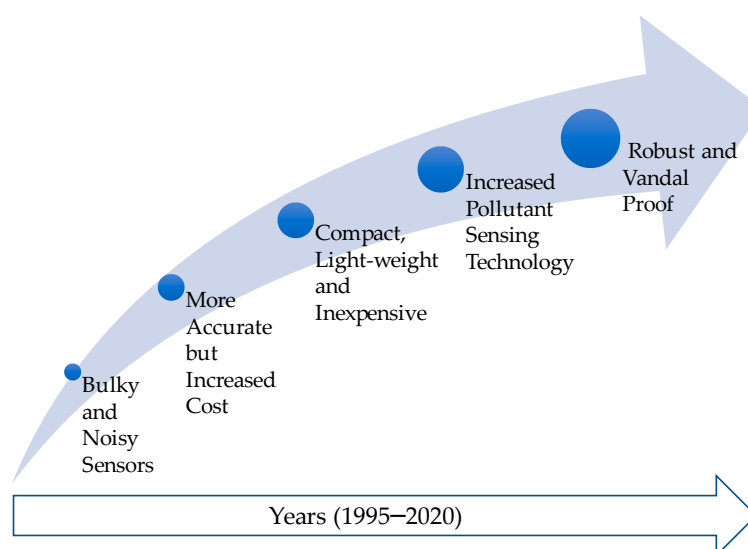 Bulky
and
Noisy
Sensors
More
Accurate
but
Increased
Cost
Compact,
Light-weight
and
Inexpensive
Increased
Pollutant
Sensing
Technology
Robust and
Vandal
Proof
Years (1995–2020)